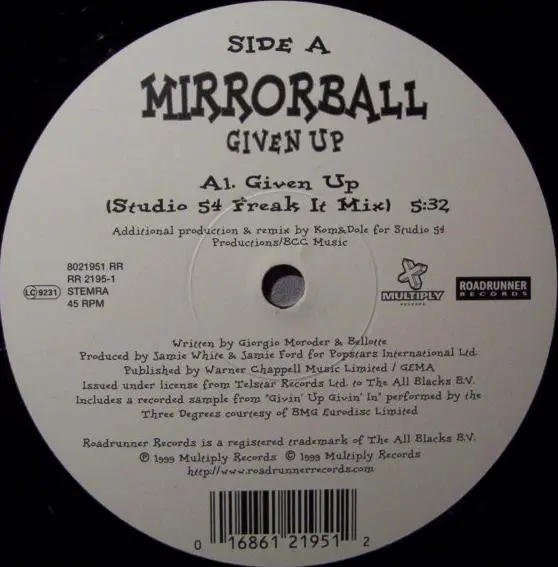 SIDE A
MIRRORBALL
GIVEN UP
A1. Given Up
(Studio 54 Freak It Mix) 5:32
Additional production & remix by Kom&Dole for Studio 54
Productions/BCC Music
8021951 RR
RR 2195-1
LC 9231 STEMRA
45 RPM
MULTIPLY
RECORDS
ROADRUNNER
RECORDS
Written by Giorgio Moroder & Bellotte
Produced by Jamie White & Jamie Ford for Popstars International Ltd.
Published by Warner Chappell Music Limited / GEMA
Issued under license from Telstar Records Ltd. to The All Blacks B.V.
Includes a recorded sample from "Givin' Up Givin' In" performed by the
Three Degrees courtesy of BMG Eurodisc Limited
Roadrunner Records is a registered trademark of The All Blacks B.V.
℗ 1999 Multiply Records © 1999 Multiply Records
http://www.roadrunnerrecords.com
0 16861 21951 2